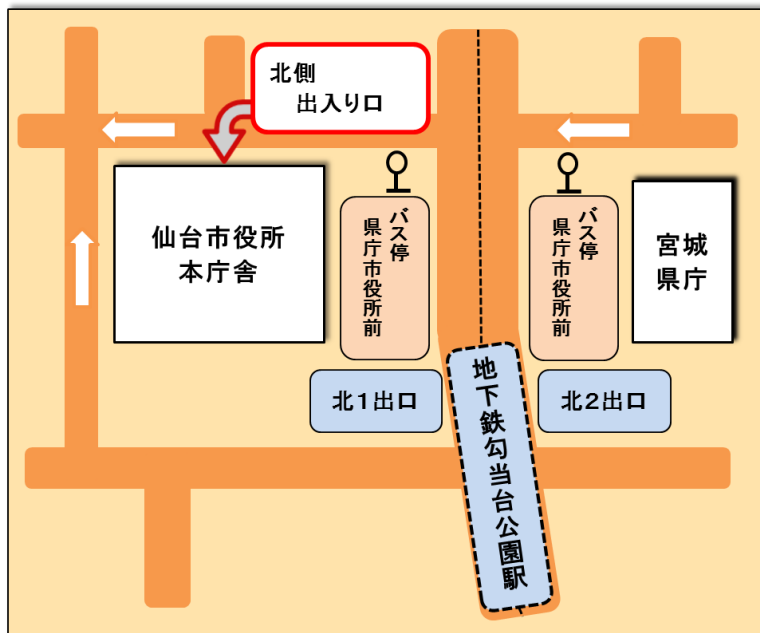 北側
出入り口
仙台市役所
本庁舎
バス停
県庁市役所前
バス停
県庁市役所前
宮城
県庁
北1出口
北2出口
地下鉄勾当台公園駅